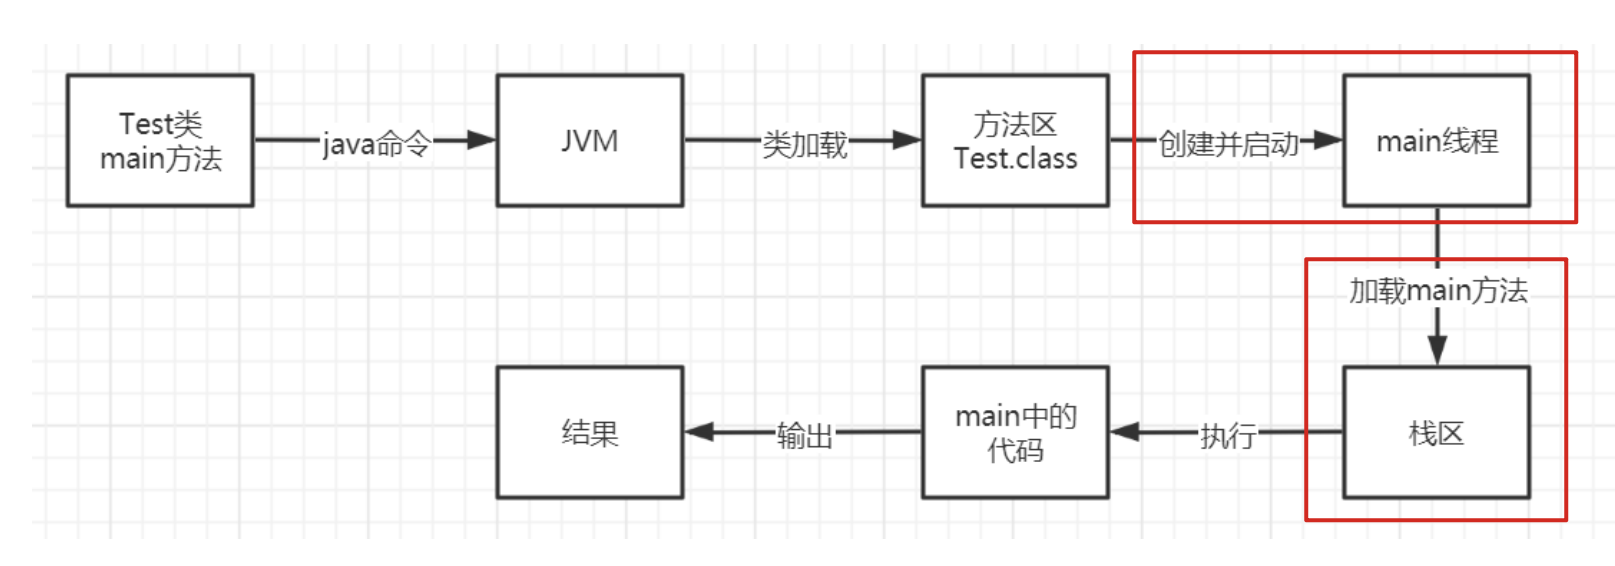 Test类
main方法
java命令
JVM
类加载
方法区
Test.class
创建并启动
main线程
加载main方法
栈区
执行
main中的
代码
输出
结果